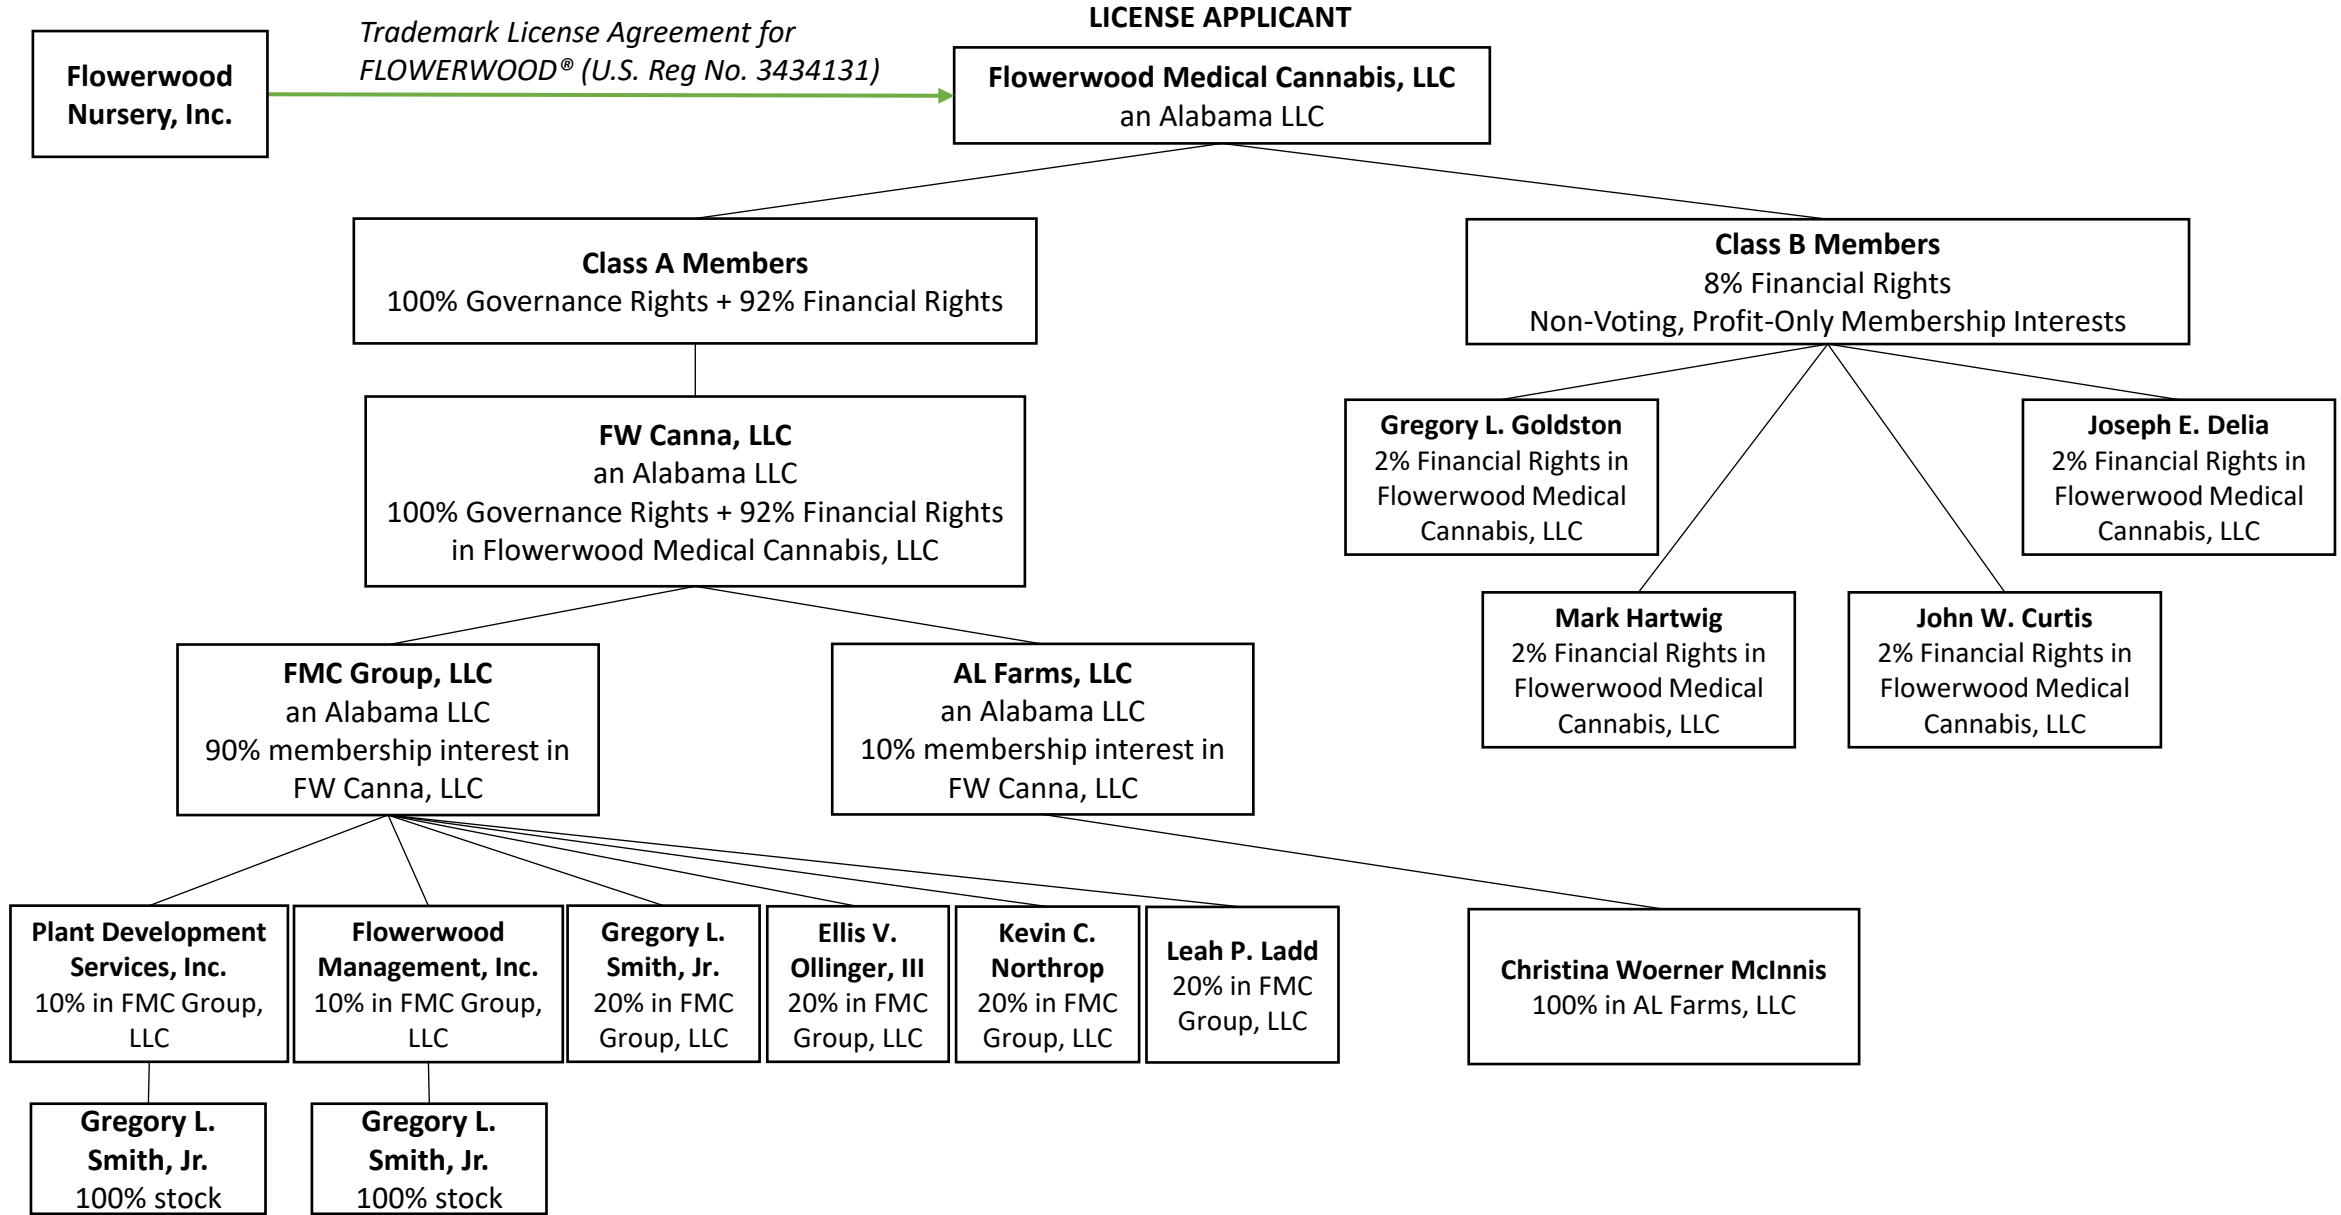 LICENSE APPLICANT
Trademark License Agreement for
FLOWERWOOD® (U.S. Reg No. 3434131)
Flowerwood
Nursery, Inc.
Flowerwood Medical Cannabis, LLC
an Alabama LLC
Class A Members
100% Governance Rights + 92% Financial Rights
Class B Members
8% Financial Rights
Non-Voting, Profit-Only Membership Interests
FW Canna, LLC
an Alabama LLC
100% Governance Rights + 92% Financial Rights
in Flowerwood Medical Cannabis, LLC
Gregory L. Goldston
2% Financial Rights in
Flowerwood Medical
Cannabis, LLC
Joseph E. Delia
2% Financial Rights in
Flowerwood Medical
Cannabis, LLC
Mark Hartwig
2% Financial Rights in
Flowerwood Medical
Cannabis, LLC
John W. Curtis
2% Financial Rights in
Flowerwood Medical
Cannabis, LLC
FMC Group, LLC
an Alabama LLC
90% membership interest in
FW Canna, LLC
AL Farms, LLC
an Alabama LLC
10% membership interest in
FW Canna, LLC
Plant Development
Services, Inc.
10% in FMC Group,
LLC
Flowerwood
Management, Inc.
10% in FMC Group,
LLC
Gregory L.
Smith, Jr.
20% in FMC
Group, LLC
Ellis V.
Ollinger, III
20% in FMC
Group, LLC
Kevin C.
Northrop
20% in FMC
Group, LLC
Leah P. Ladd
20% in FMC
Group, LLC
Christina Woerner McInnis
100% in AL Farms, LLC
Gregory L.
Smith, Jr.
100% stock
Gregory L.
Smith, Jr.
100% stock